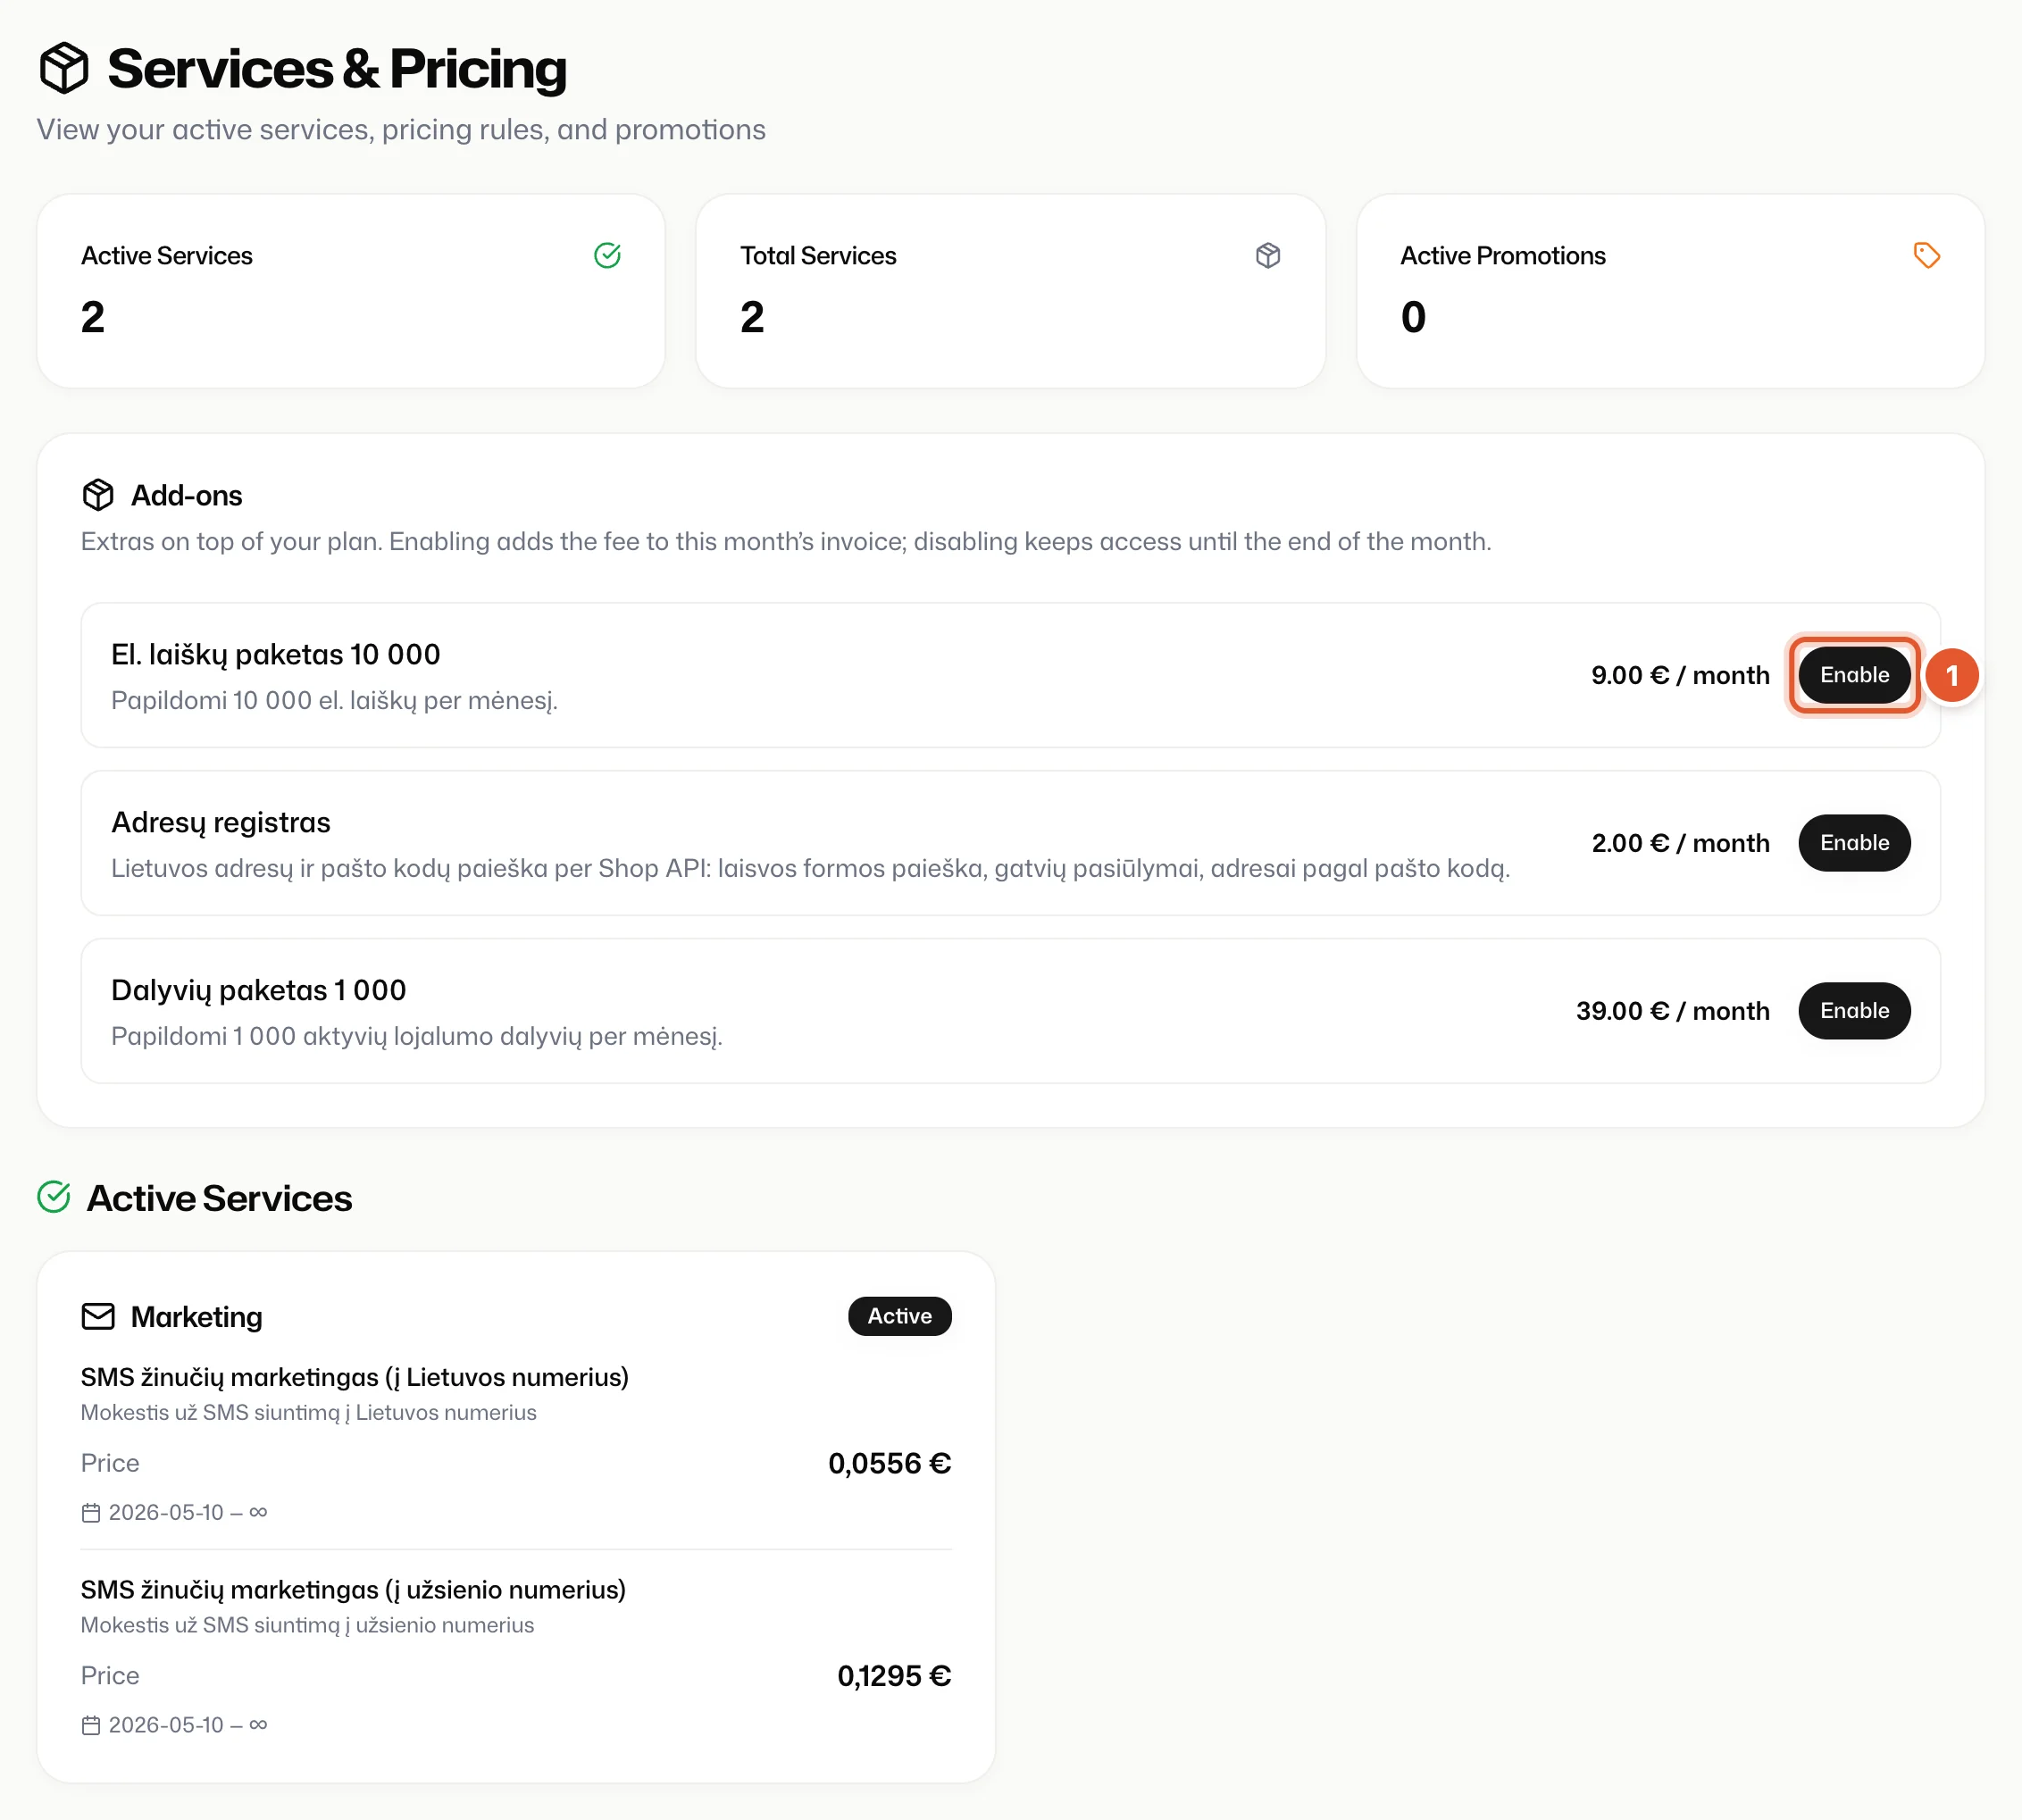 Services & Pricing
View your active services, pricing rules, and promotions
Active Services
2
Total Services
2
Active Promotions
0
Add-ons
Extras on top of your plan. Enabling adds the fee to this month’s invoice; disabling keeps access until the end of the month.
El. laiškų paketas 10 000
Papildomi 10 000 el. laiškų per mėnesį.
9.00 € / month
Enable
1
Adresų registras
Lietuvos adresų ir pašto kodų paieška per Shop API: laisvos formos paieška, gatvių pasiūlymai, adresai pagal pašto kodą.
2.00 € / month
Enable
Dalyvių paketas 1 000
Papildomi 1 000 aktyvių lojalumo dalyvių per mėnesį.
39.00 € / month
Enable
Active Services
Marketing
Active
SMS žinučių marketingas (į Lietuvos numerius)
Mokestis už SMS siuntimą į Lietuvos numerius
Price
0,0556 €
2026-05-10 – ∞
SMS žinučių marketingas (į užsienio numerius)
Mokestis už SMS siuntimą į užsienio numerius
Price
0,1295 €
2026-05-10 – ∞